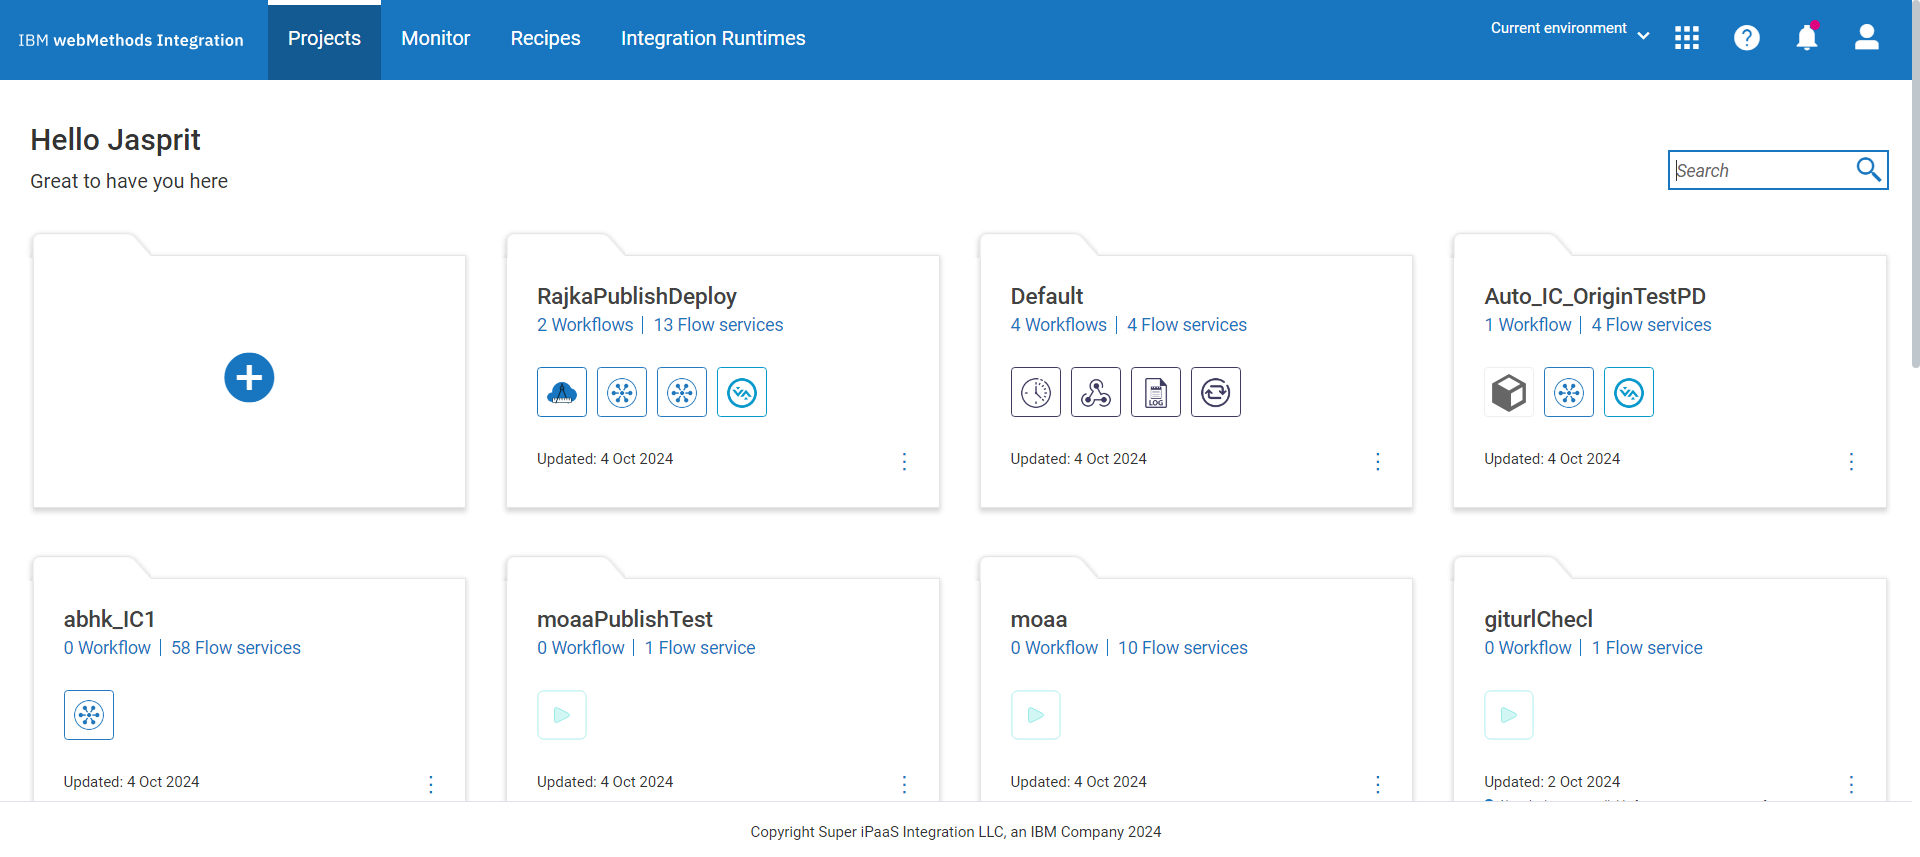 IBM webMethods Integration
Projects
Monitor
Recipes
Integration Runtimes
Current environment
Hello Jasprit
Great to have you here
Search
RajkaPublishDeploy
2 Workflows | 13 Flow services
Updated: 4 Oct 2024
Default
4 Workflows | 4 Flow services
LOG
Updated: 4 Oct 2024
Auto_IC_OriginTestPD
1 Workflow | 4 Flow services
Updated: 4 Oct 2024
abhk_IC1
0 Workflow | 58 Flow services
Updated: 4 Oct 2024
moaaPublishTest
0 Workflow | 1 Flow service
Updated: 4 Oct 2024
moaa
0 Workflow | 10 Flow services
Updated: 4 Oct 2024
giturlChecl
0 Workflow | 1 Flow service
Updated: 2 Oct 2024
Copyright Super iPaaS Integration LLC, an IBM Company 2024